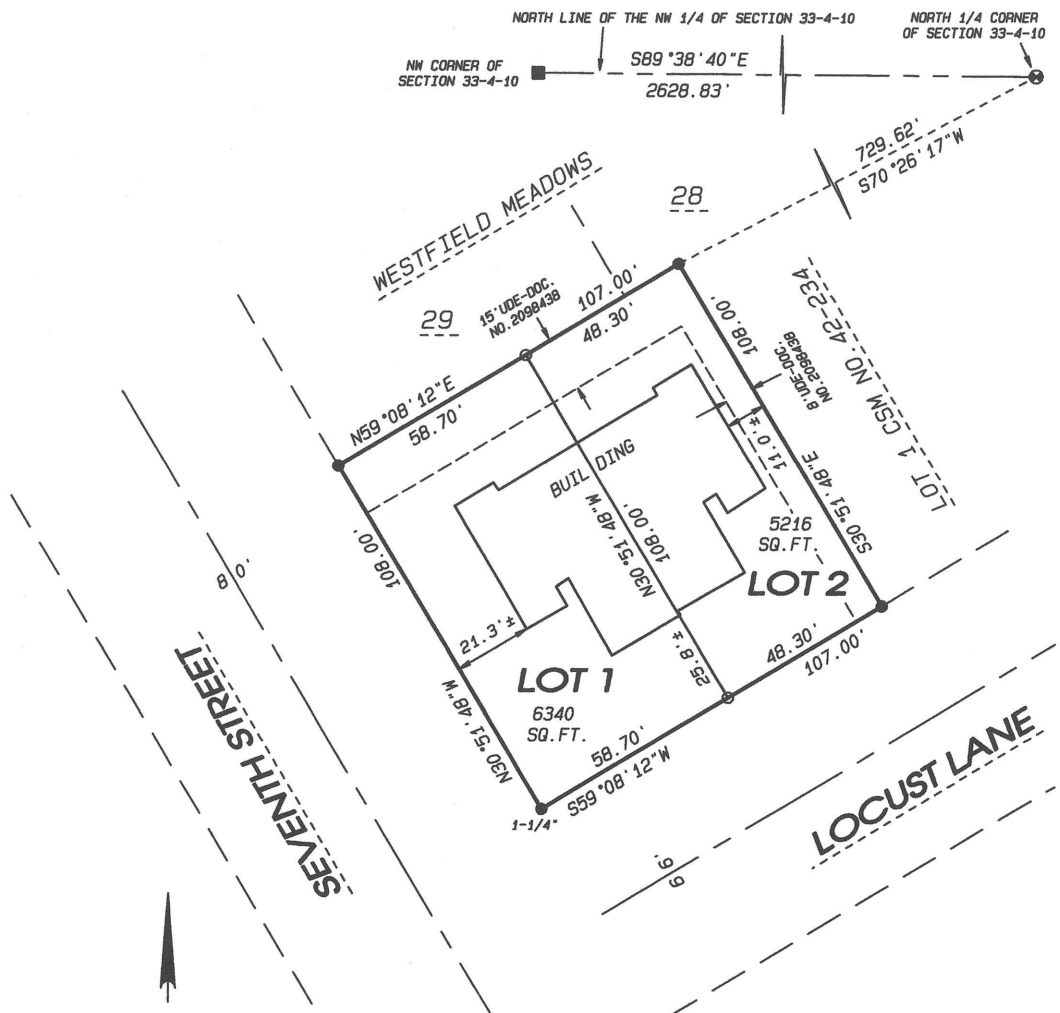 NORTH LINE OF THE NW 1/4 OF SECTION 33-4-10
NORTH 1/4 CORNER
OF SECTION 33-4-10
NW CORNER OF
SECTION 33-4-10
S89°38'40"E
2628.83'
729.62'
S70°26'17"W
WESTFIELD MEADOWS
28
29
15'UDE-DOC.
NO.2098438
107.00'
48.30'
N59°08'12"E
58.70'
108.00'
8'UDE-DOC.
NO.2098438
LOT 1 CSM NO.42-234
11.0'±
S30°51'48"E
BUILDING
N30°51'48"W
108.00'
5216
SQ.FT.
LOT 2
108.00'
80'
21.3'±
LOT 1
6340
SQ.FT.
N30°51'48"W
25.8'±
48.30'
107.00'
58.70'
S59°08'12"W
1-1/4"
SEVENTH STREET
LOCUST LANE
66'